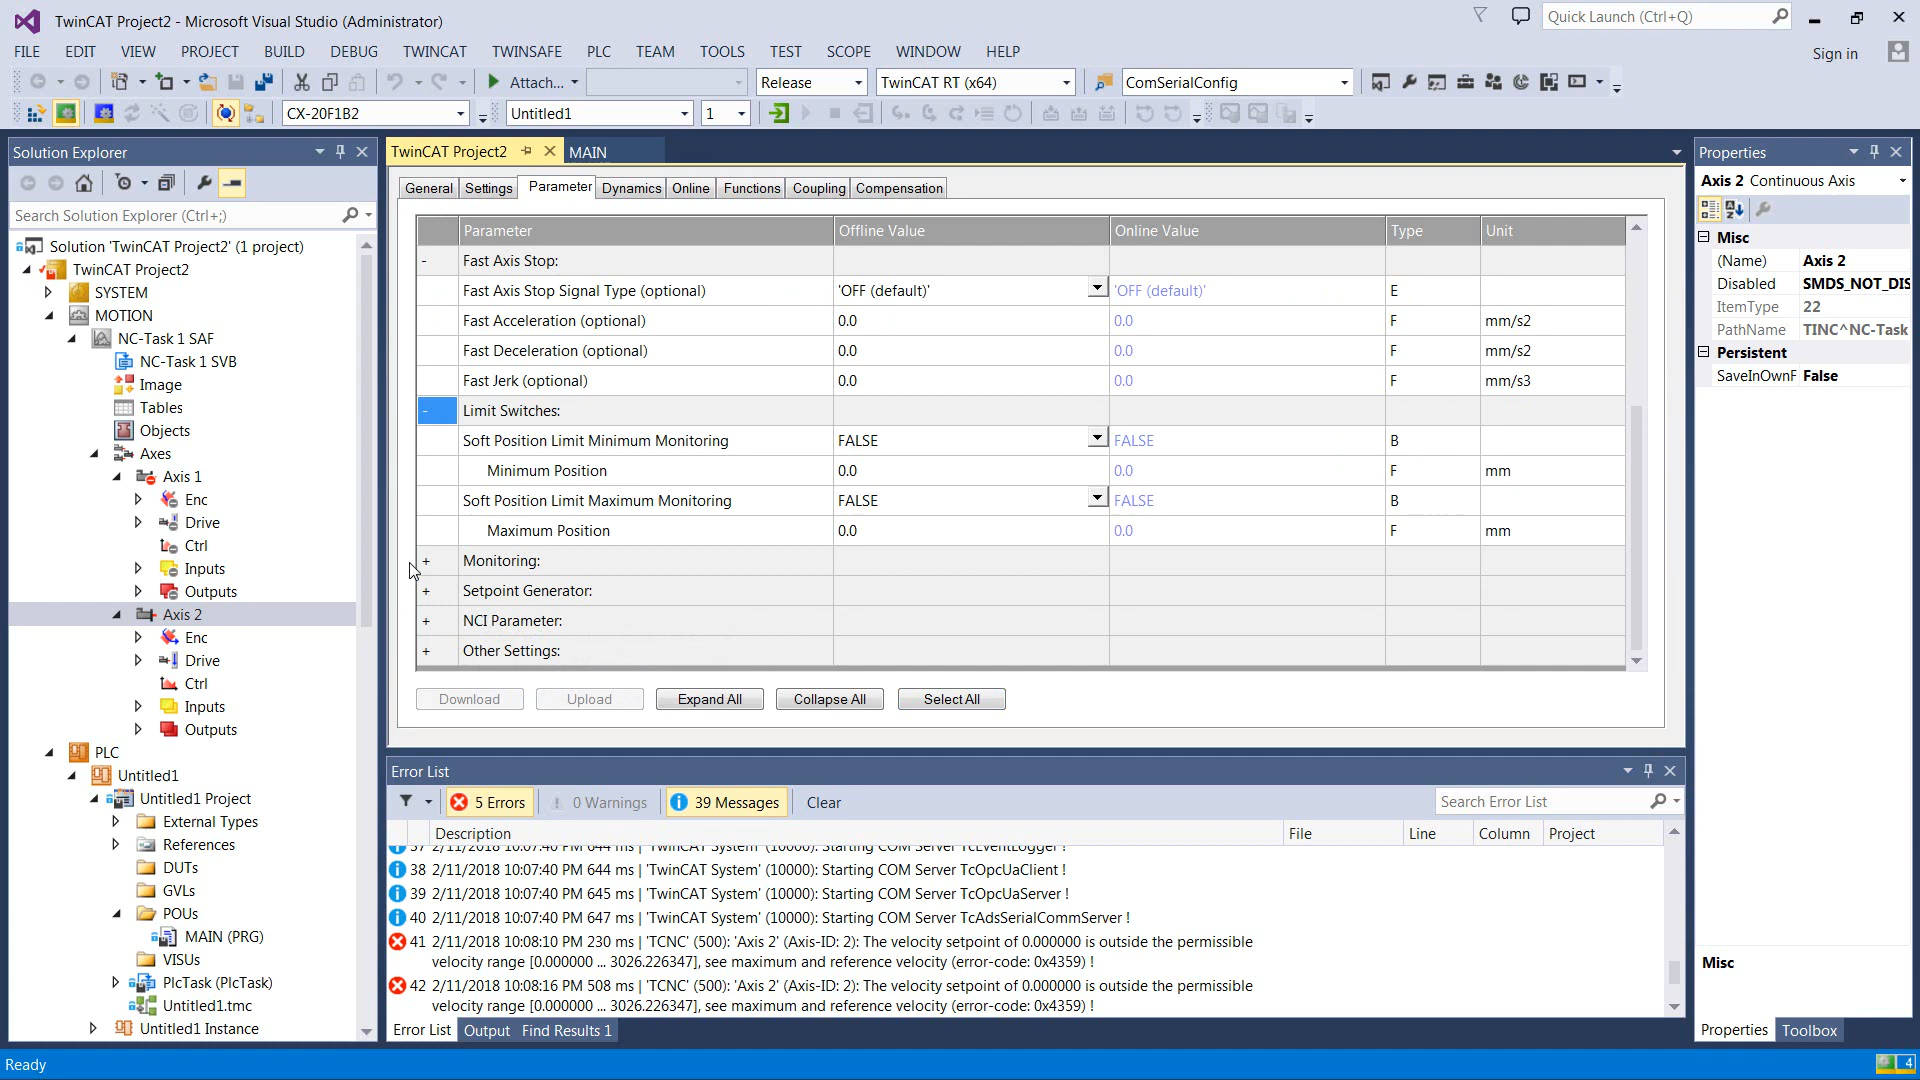 TwinCAT Project2 - Microsoft Visual Studio (Administrator)
Quick Launch (Ctrl+Q)
FILE EDIT VIEW PROJECT BUILD DEBUG TWINCAT TWINSAFE PLC TEAM TOOLS TEST SCOPE WINDOW HELP
Sign in
Attach... Release TwinCAT RT (x64) ComSerialConfig
CX-20F1B2 Untitled1 1
Solution Explorer
Search Solution Explorer (Ctrl+;)
Solution 'TwinCAT Project2' (1 project)
TwinCAT Project2
SYSTEM
MOTION
NC-Task 1 SAF
NC-Task 1 SVB
Image
Tables
Objects
Axes
Axis 1
Enc
Drive
Ctrl
Inputs
Outputs
Axis 2
Enc
Drive
Ctrl
Inputs
Outputs
PLC
Untitled1
Untitled1 Project
External Types
References
DUTs
GVLs
POUs
MAIN (PRG)
VISUs
PlcTask (PlcTask)
Untitled1.tmc
Untitled1 Instance
TwinCAT Project2 MAIN
General Settings Parameter Dynamics Online Functions Coupling Compensation
Parameter Offline Value Online Value Type Unit
- Fast Axis Stop:
Fast Axis Stop Signal Type (optional) 'OFF (default)' 'OFF (default)' E
Fast Acceleration (optional) 0.0 0.0 F mm/s2
Fast Deceleration (optional) 0.0 0.0 F mm/s2
Fast Jerk (optional) 0.0 0.0 F mm/s3
- Limit Switches:
Soft Position Limit Minimum Monitoring FALSE FALSE B
Minimum Position 0.0 0.0 F mm
Soft Position Limit Maximum Monitoring FALSE FALSE B
Maximum Position 0.0 0.0 F mm
+ Monitoring:
+ Setpoint Generator:
+ NCI Parameter:
+ Other Settings:
Download Upload Expand All Collapse All Select All
Error List
5 Errors 0 Warnings 39 Messages Clear
Search Error List
Description File Line Column Project
37 2/11/2018 10:07:40 PM 644 ms | 'TwinCAT System' (10000): Starting COM Server TcEventLogger !
38 2/11/2018 10:07:40 PM 644 ms | 'TwinCAT System' (10000): Starting COM Server TcOpcUaClient !
39 2/11/2018 10:07:40 PM 645 ms | 'TwinCAT System' (10000): Starting COM Server TcOpcUaServer !
40 2/11/2018 10:07:40 PM 647 ms | 'TwinCAT System' (10000): Starting COM Server TcAdsSerialCommServer !
41 2/11/2018 10:08:10 PM 230 ms | 'TCNC' (500): 'Axis 2' (Axis-ID: 2): The velocity setpoint of 0.000000 is outside the permissible
velocity range [0.000000 ... 3026.226347], see maximum and reference velocity (error-code: 0x4359) !
42 2/11/2018 10:08:16 PM 508 ms | 'TCNC' (500): 'Axis 2' (Axis-ID: 2): The velocity setpoint of 0.000000 is outside the permissible
velocity range [0.000000 ... 3026.226347], see maximum and reference velocity (error-code: 0x4359) !
Error List Output Find Results 1
Properties
Axis 2 Continuous Axis
Misc
(Name) Axis 2
Disabled SMDS_NOT_DIS
ItemType 22
PathName TINC^NC-Task
Persistent
SaveInOwnF False
Misc
Properties Toolbox
Ready
4